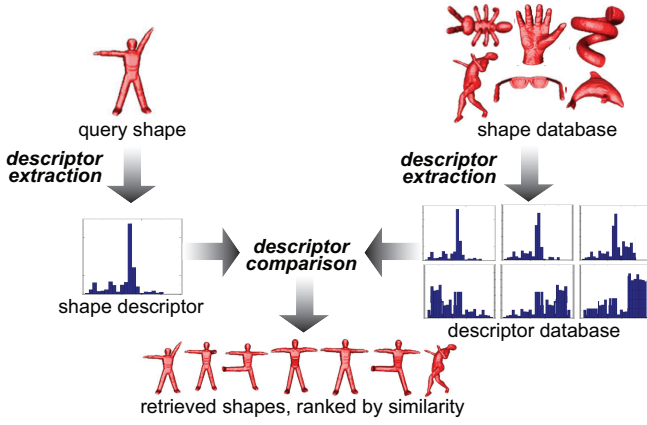 query shape
shape database
descriptor
extraction
descriptor
extraction
descriptor
comparison
shape descriptor
descriptor database
retrieved shapes, ranked by similarity